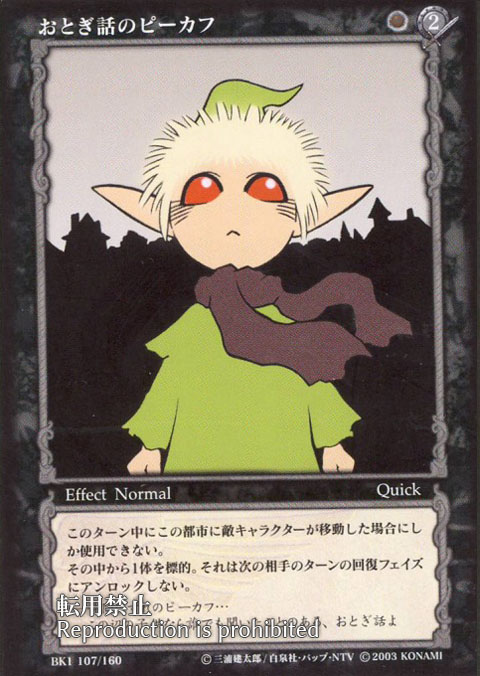 おとぎ話のピーカフ
2
Effect Normal
Quick
このターン中にこの都市に敵キャラクターが移動した場合にし
か使用できない。
その中から1体を標的。それは次の相手のターンの回復フェイズ
にアンロックしない。
のピーカフ…
転用禁止
おとぎ話よ
Reproduction is prohibited
BK1 107/160
©三浦建太郎/白泉社・バップ・NTV ©2003 KONAMI